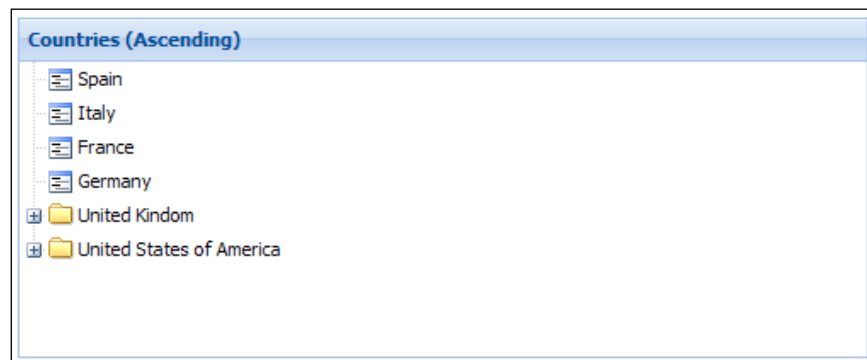 Countries (Ascending)
Spain
Italy
France
Germany
United Kindom
United States of America